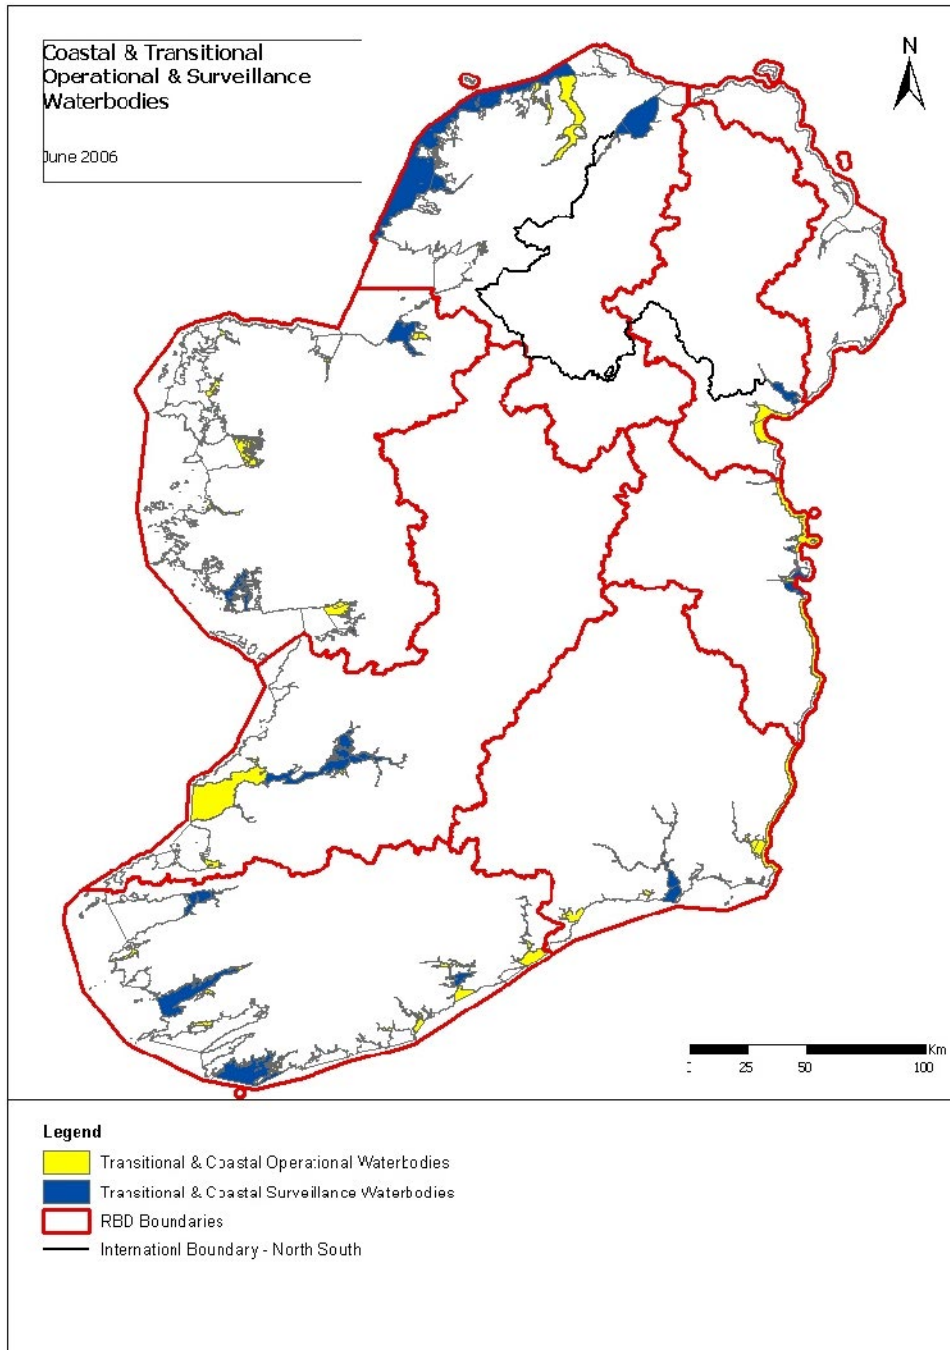 Coastal & Transitional
Operational & Surveillance
Waterbodies
June 2006
N
Km
25 50 100
Legend
Transitional & Coastal Operational Waterbodies
Transitional & Coastal Surveillance Waterbodies
RBD Boundaries
Internationl Boundary - North South